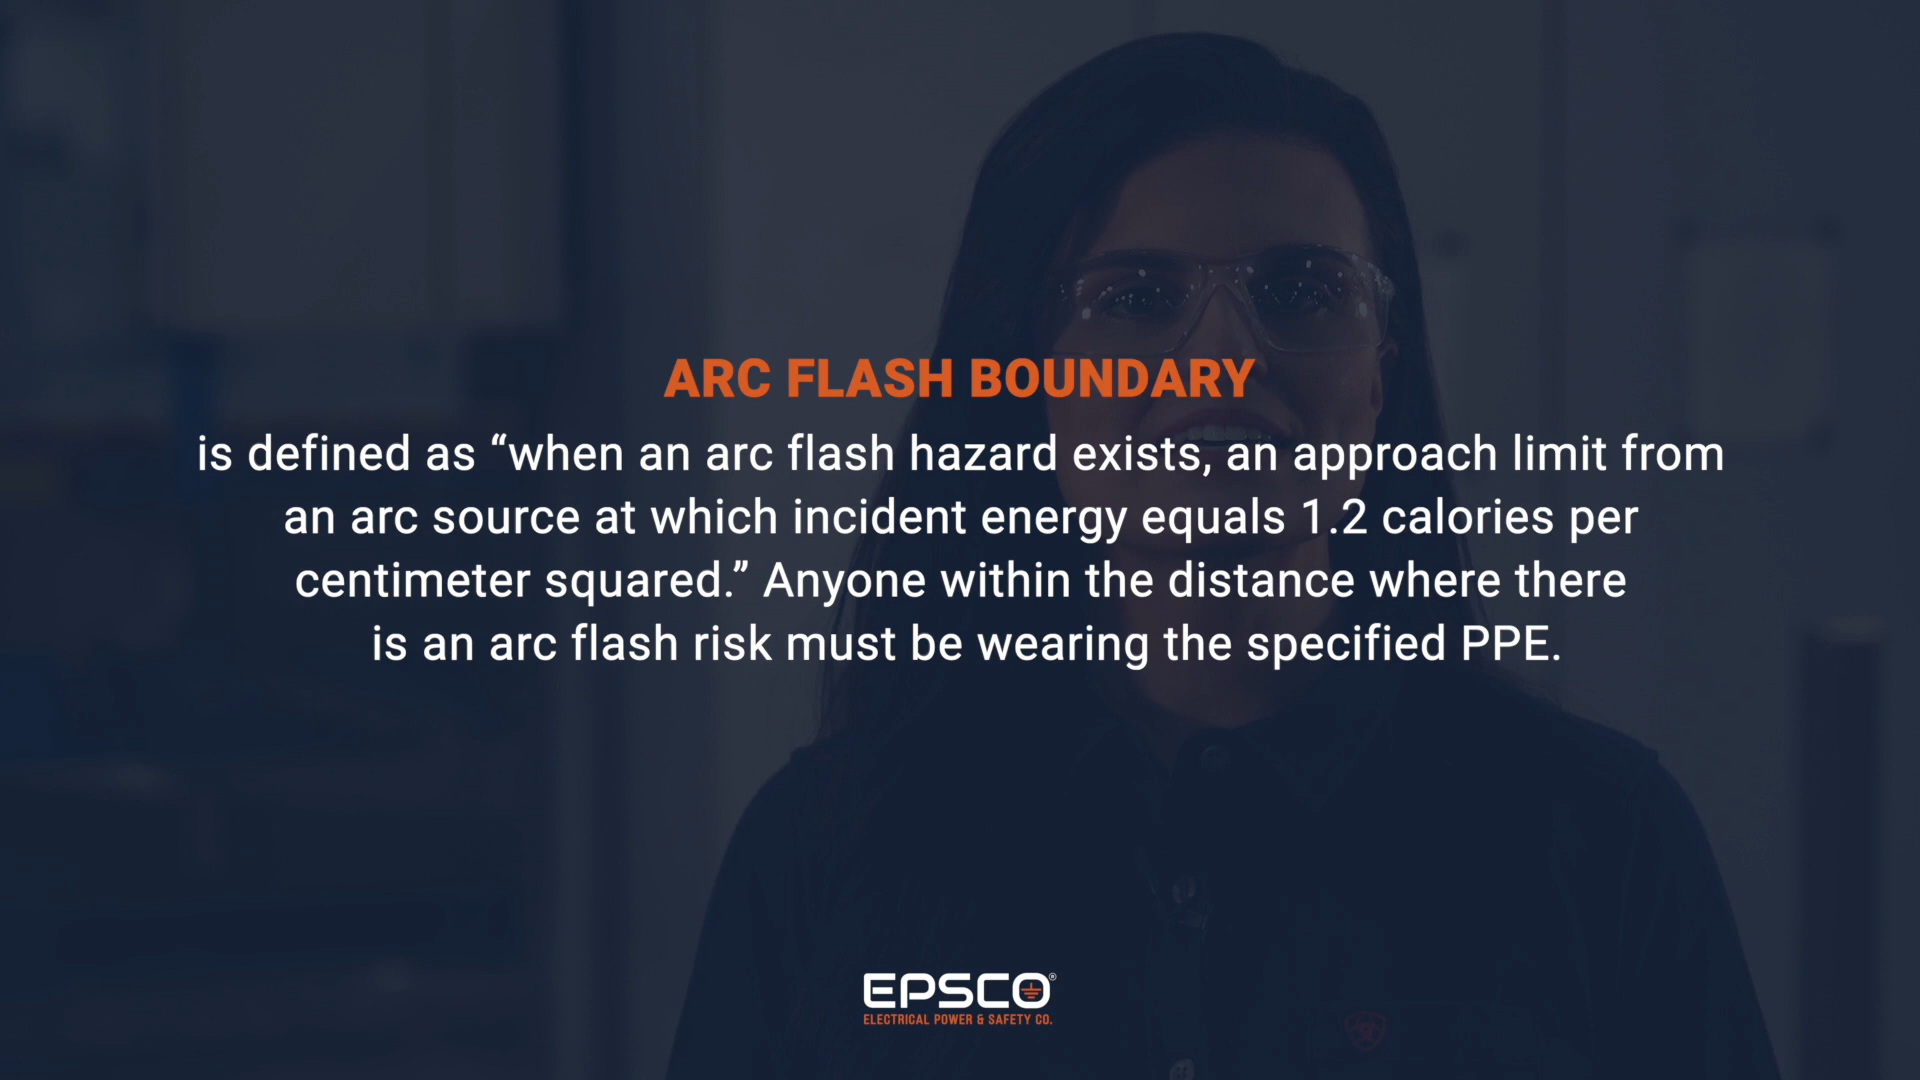 ARC FLASH BOUNDARY
is defined as “when an arc flash hazard exists, an approach limit from
an arc source at which incident energy equals 1.2 calories per
centimeter squared.” Anyone within the distance where there
is an arc flash risk must be wearing the specified PPE.
EPSCO®
ELECTRICAL POWER & SAFETY CO.